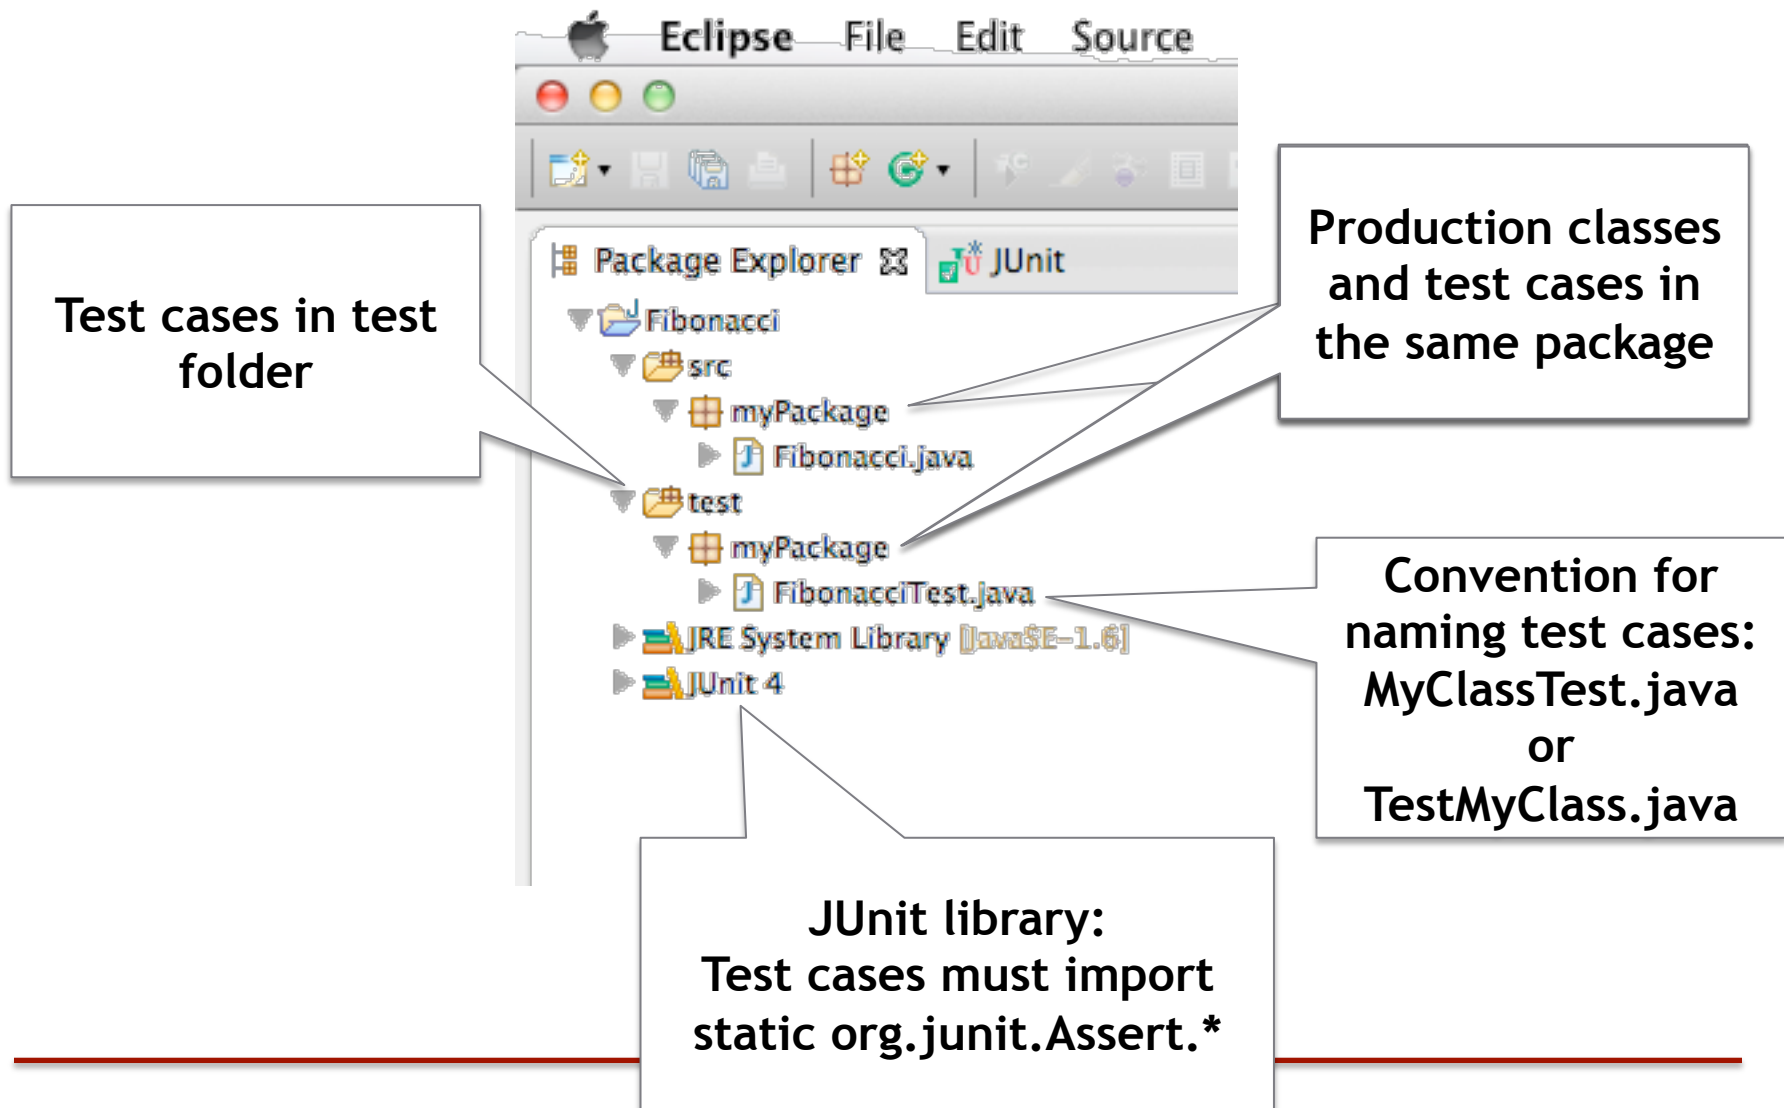 Eclipse File Edit Source
Package Explorer JUnit
Fibonacci
src
myPackage
Fibonacci.java
test
myPackage
FibonacciTest.java
JRE System Library [JavaSE-1.6]
JUnit 4
Test cases in test
folder
Production classes
and test cases in
the same package
Convention for
naming test cases:
MyClassTest.java
or
TestMyClass.java
JUnit library:
Test cases must import
static org.junit.Assert.*